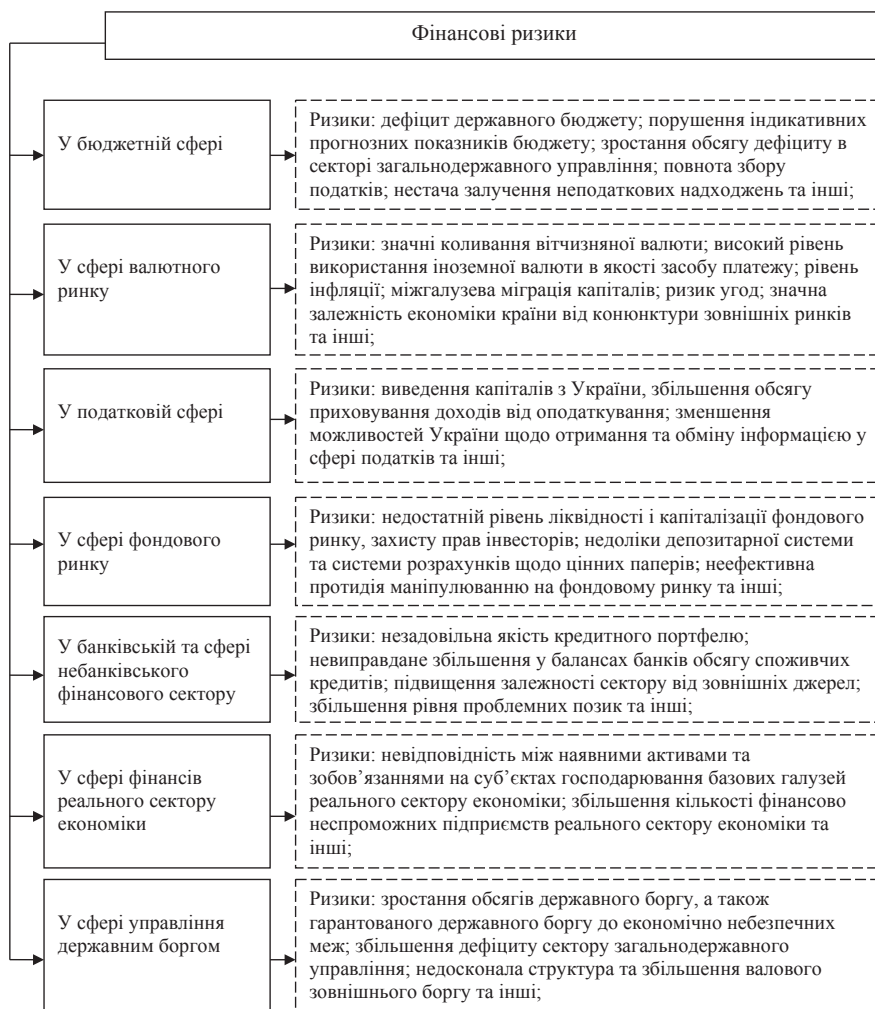 Фінансові ризики
У бюджетній сфері
Ризики: дефіцит державного бюджету; порушення індикативних
прогнозних показників бюджету; зростання обсягу дефіциту в
секторі загальнодержавного управління; повнота збору
податків; нестача залучення неподаткових надходжень та інші;
У сфері валютного
ринку
Ризики: значні коливання вітчизняної валюти; високий рівень
використання іноземної валюти в якості засобу платежу; рівень
інфляції; міжгалузева міграція капіталів; ризик угод; значна
залежність економіки країни від конюнктури зовнішніх ринків
та інші;
У податковій сфері
Ризики: виведення капіталів з України, збільшення обсягу
приховування доходів від оподаткування; зменшення
можливостей України щодо отримання та обміну інформацією у
сфері податків та інші;
У сфері фондового
ринку
Ризики: недостатній рівень ліквідності і капіталізації фондового
ринку, захисту прав інвесторів; недоліки депозитарної системи
та системи розрахунків щодо цінних паперів; неефективна
протидія маніпулюванню на фондовому ринку та інші;
У банківській та сфері
небанківського
фінансового сектору
Ризики: незадовільна якість кредитного портфелю;
невиправдане збільшення у балансах банків обсягу споживчих
кредитів; підвищення залежності сектору від зовнішніх джерел;
збільшення рівня проблемних позик та інші;
У сфері фінансів
реального сектору
економіки
Ризики: невідповідність між наявними активами та
зобов’язаннями на суб’єктах господарювання базових галузей
реального сектору економіки; збільшення кількості фінансово
неспроможних підприємств реального сектору економіки та
інші;
У сфері управління
державним боргом
Ризики: зростання обсягів державного боргу, а також
гарантованого державного боргу до економічно небезпечних
меж; збільшення дефіциту сектору загальнодержавного
управління; недосконала структура та збільшення валового
зовнішнього боргу та інші;